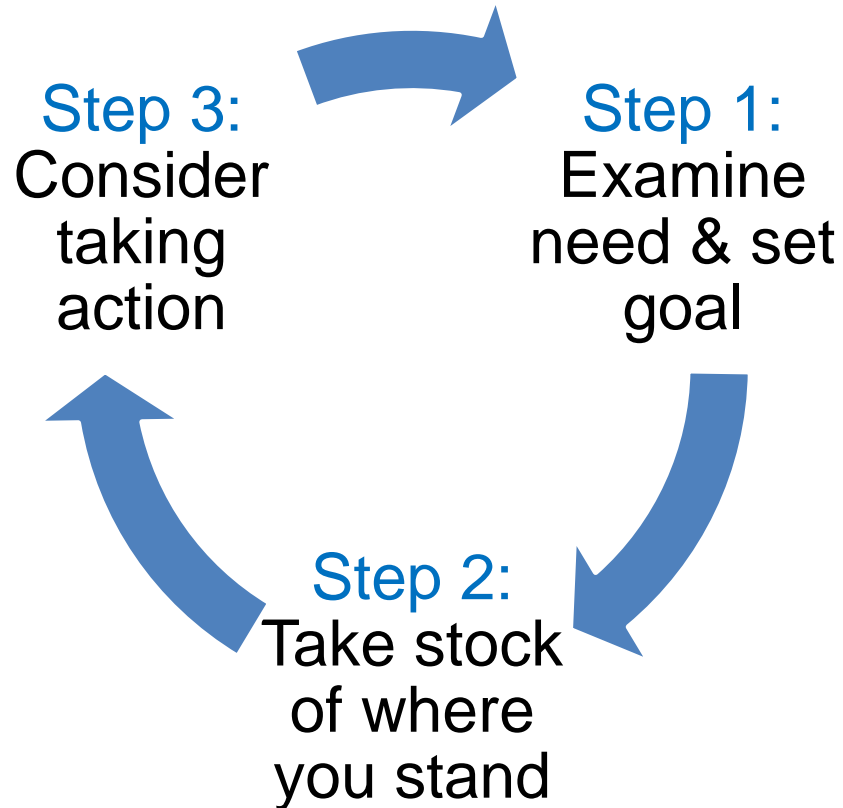 Step 3:
Consider
taking
action
Step 1:
Examine
need & set
goal
Step 2:
Take stock
of where
you stand